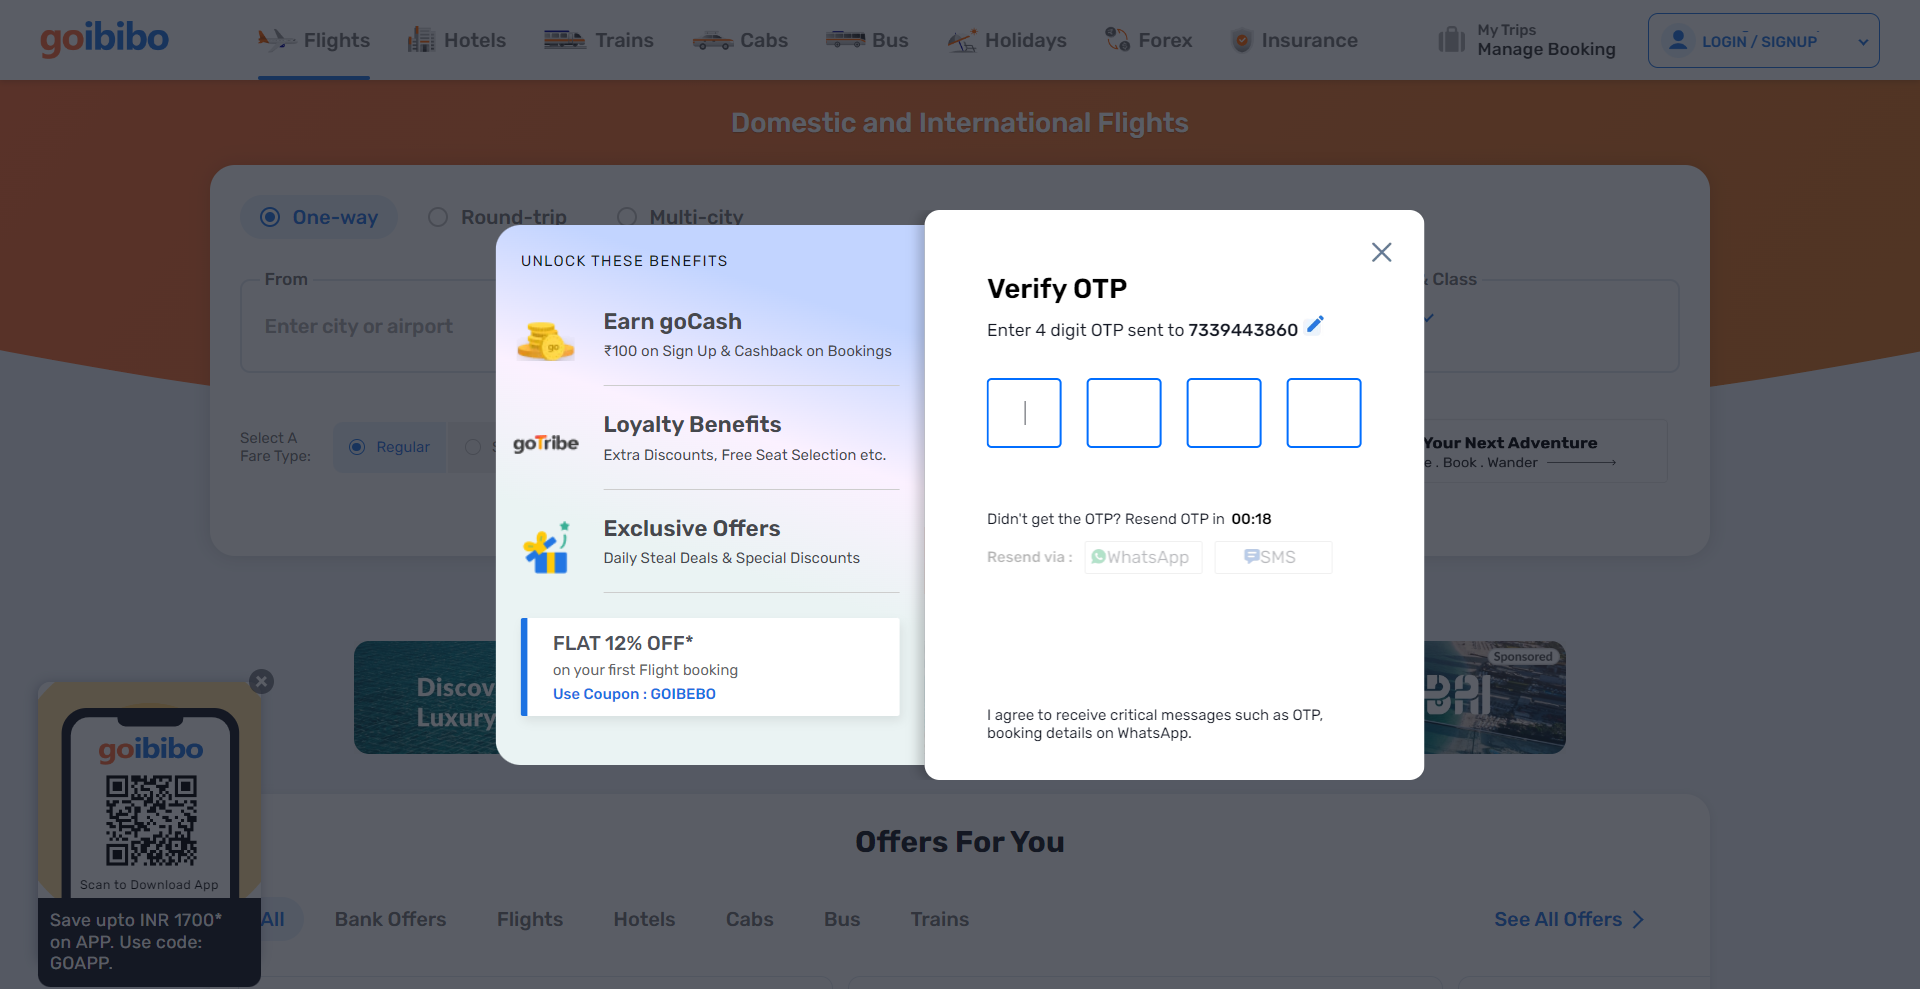 goibibo
Flights
Hotels
Trains
Cabs
Bus
Holidays
Forex
Insurance
My Trips
Manage Booking
LOGIN / SIGNUP
Domestic and International Flights
One-way
Round-trip
Multi-city
From
Enter city or airport
& Class
Select A
Fare Type:
Regular
Your Next Adventure
. Book . Wander
UNLOCK THESE BENEFITS
Earn goCash
₹100 on Sign Up & Cashback on Bookings
goTribe
Loyalty Benefits
Extra Discounts, Free Seat Selection etc.
Exclusive Offers
Daily Steal Deals & Special Discounts
FLAT 12% OFF*
on your first Flight booking
Use Coupon : GOIBEBO
Verify OTP
Enter 4 digit OTP sent to 7339443860
Didn't get the OTP? Resend OTP in 00:18
Resend via :
WhatsApp
SMS
I agree to receive critical messages such as OTP,
booking details on WhatsApp.
Discov
Luxury
Sponsored
goibibo
Scan to Download App
Save upto INR 1700*
on APP. Use code:
GOAPP.
Offers For You
All
Bank Offers
Flights
Hotels
Cabs
Bus
Trains
See All Offers